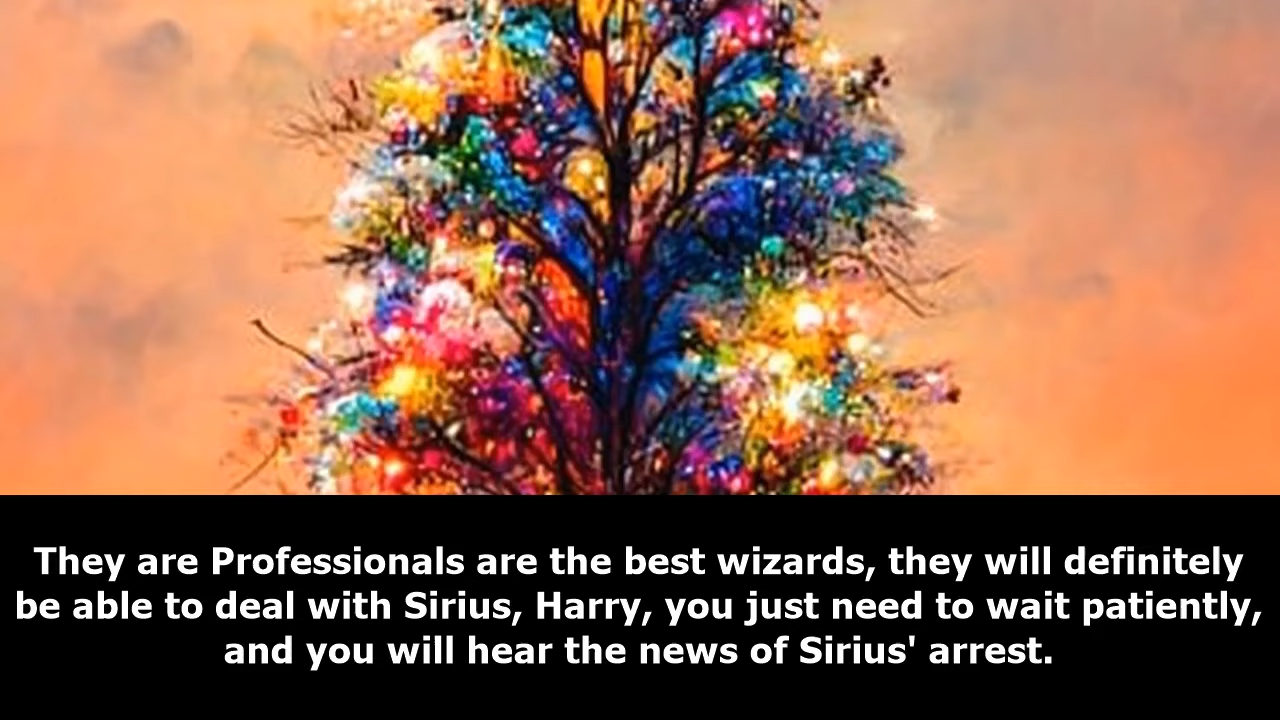 They are Professionals are the best wizards, they will definitely
be able to deal with Sirius, Harry, you just need to wait patiently,
and you will hear the news of Sirius' arrest.